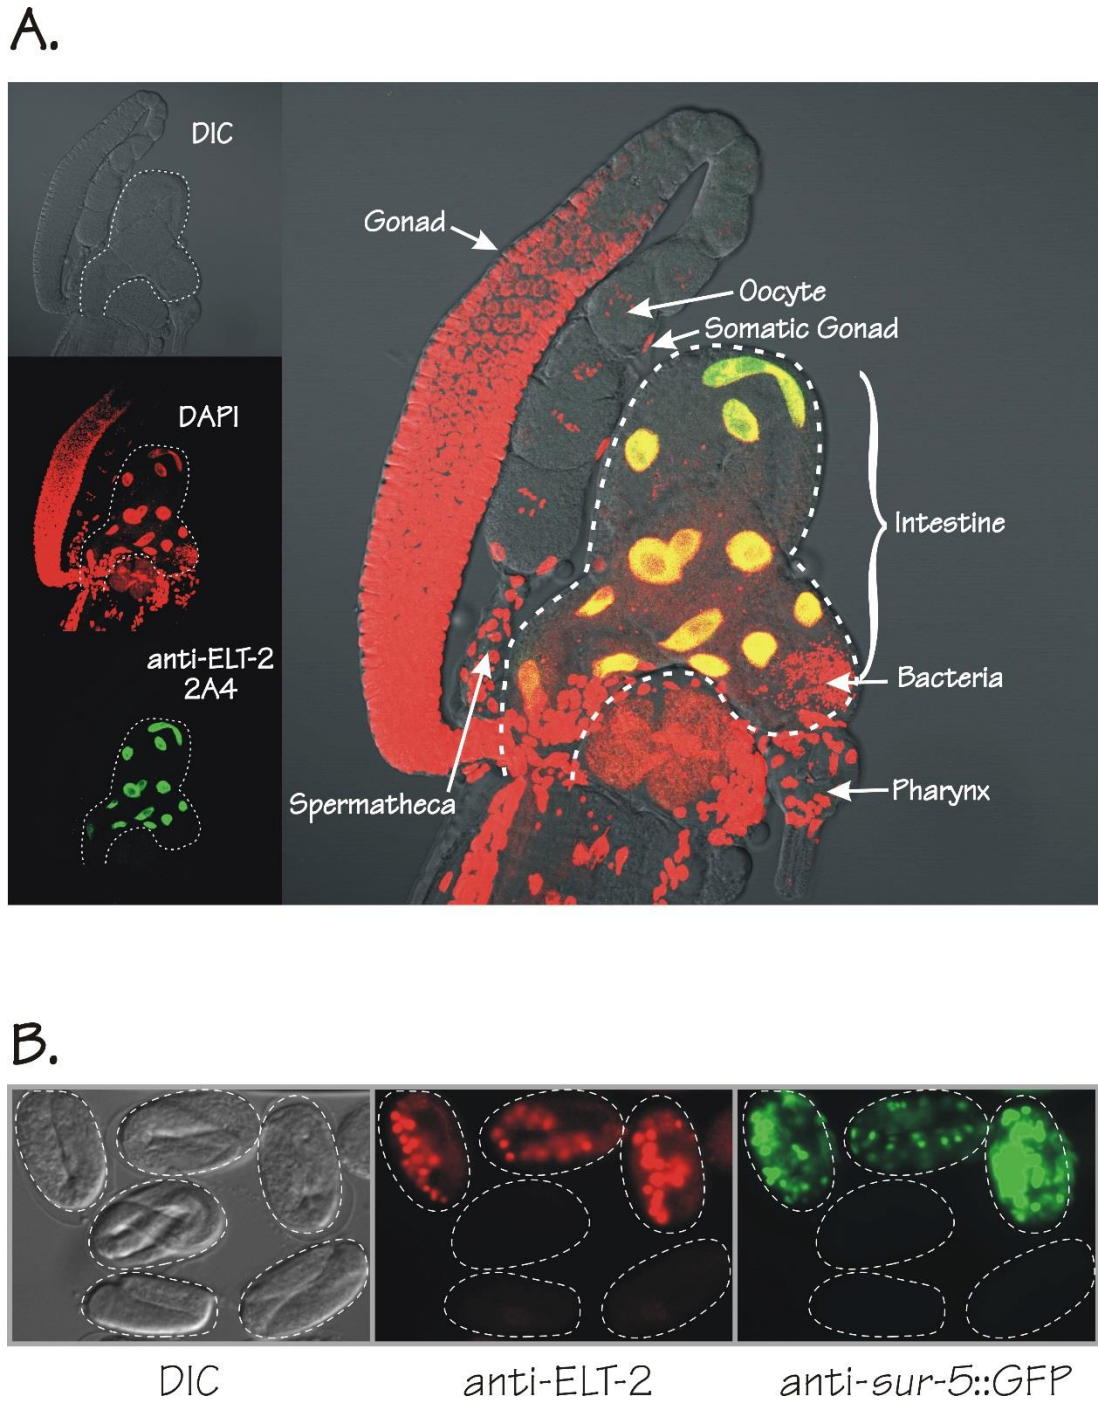 A.
DIC
DAPI
anti-ELT-2
2A4
Gonad
Oocyte
Somatic Gonad
Intestine
Bacteria
Pharynx
Spermatheca
B.
DIC
anti-ELT-2
anti-sur-5::GFP